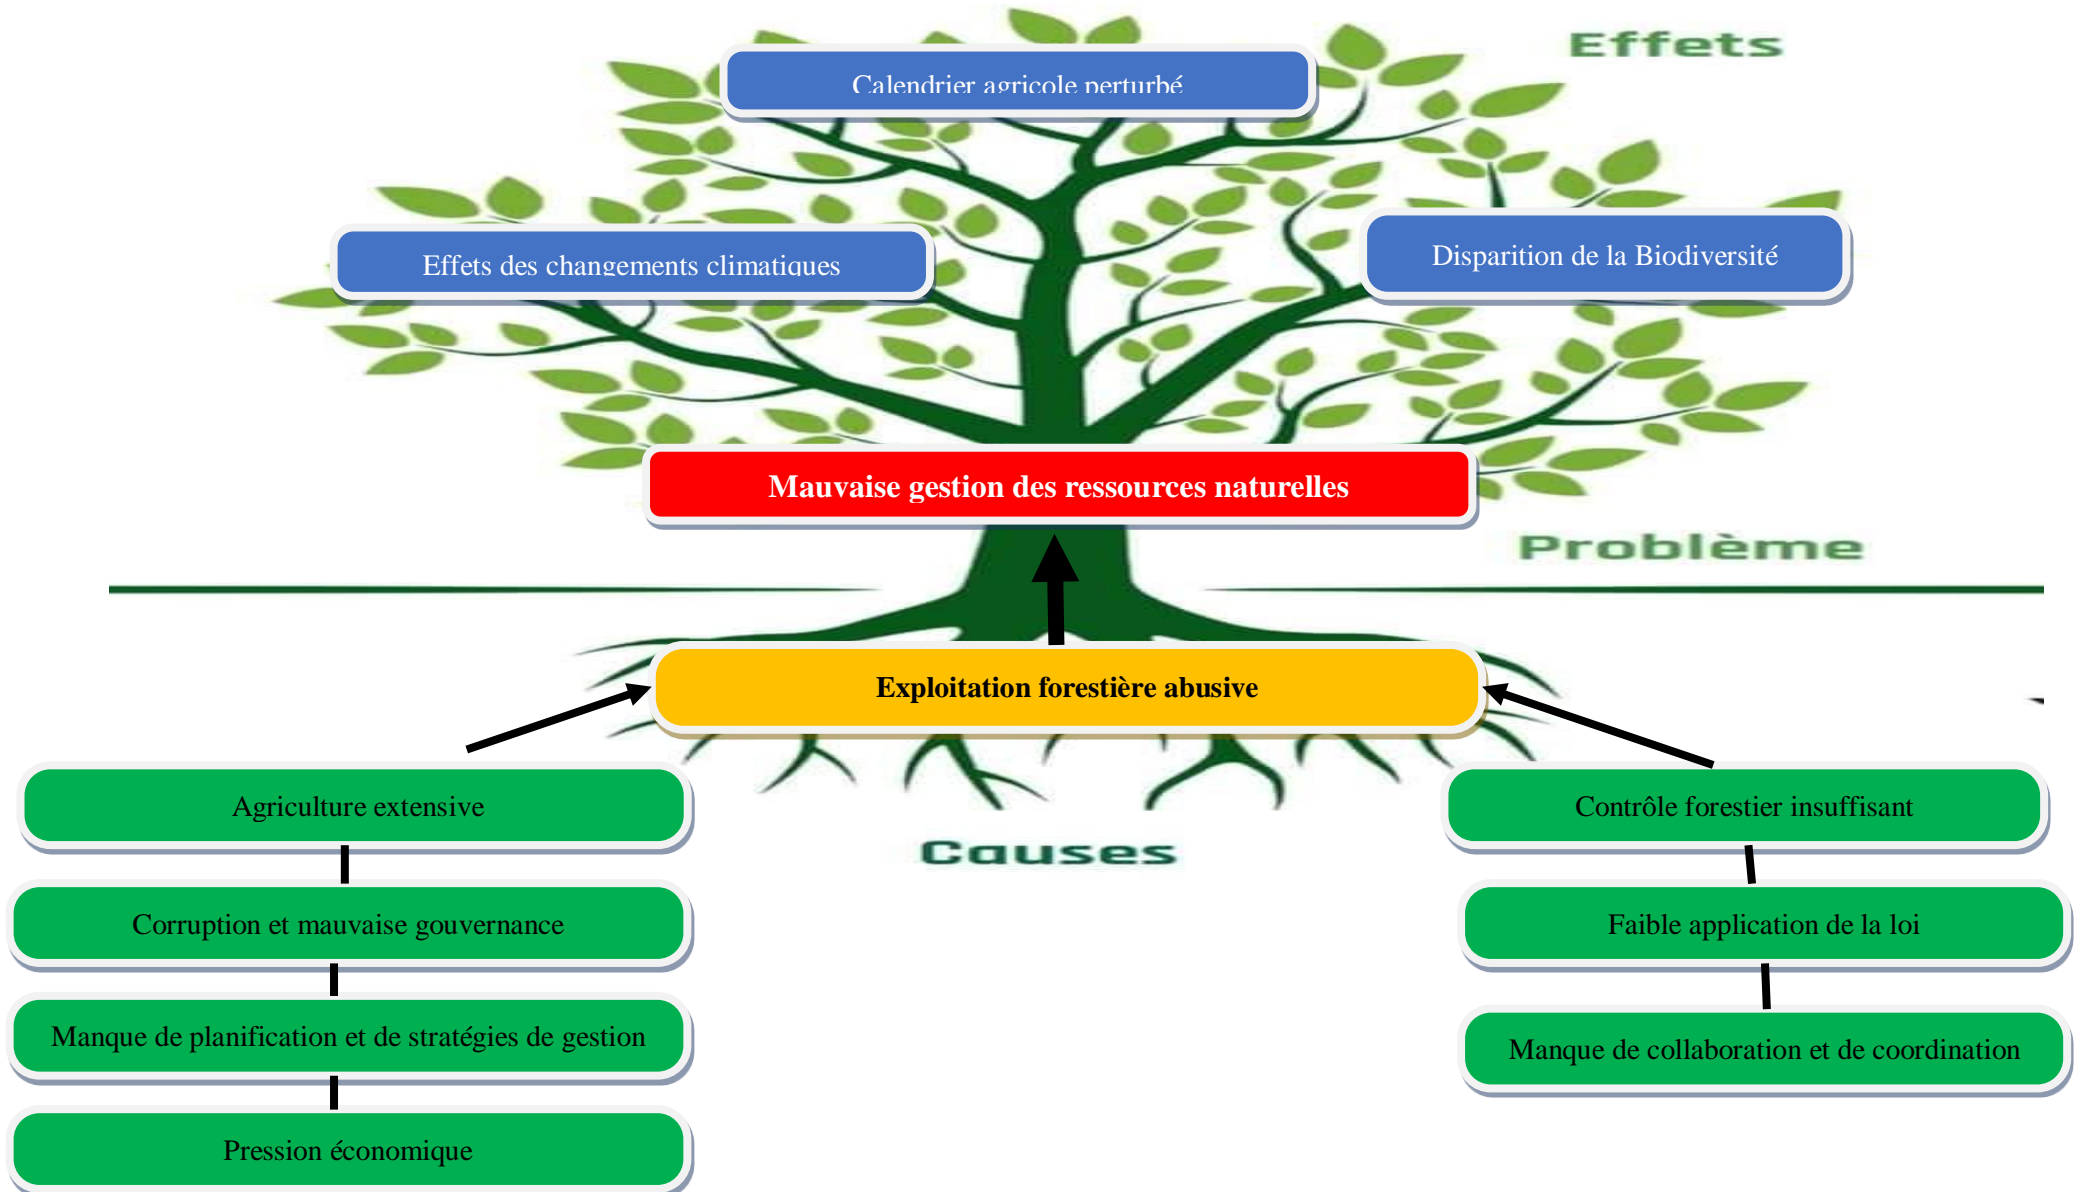 Effets
Calendrier agricole perturbé
Effets des changements climatiques
Disparition de la Biodiversité
Mauvaise gestion des ressources naturelles
Problème
Exploitation forestière abusive
Agriculture extensive
Contrôle forestier insuffisant
Causes
Corruption et mauvaise gouvernance
Faible application de la loi
Manque de planification et de stratégies de gestion
Manque de collaboration et de coordination
Pression économique